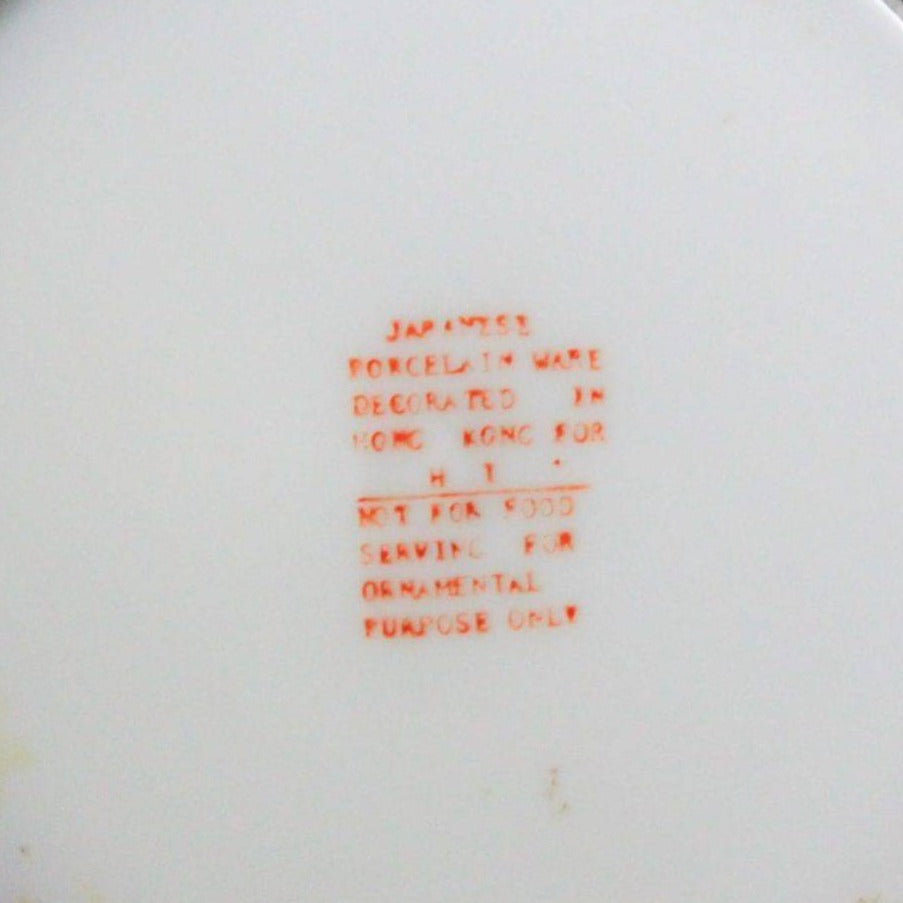 JAPANESE
PORCELAIN WARE
DECORATED IN
HONG KONG FOR
H I
NOT FOR FOOD
SERVING FOR
ORNAMENTAL
PURPOSE ONLY